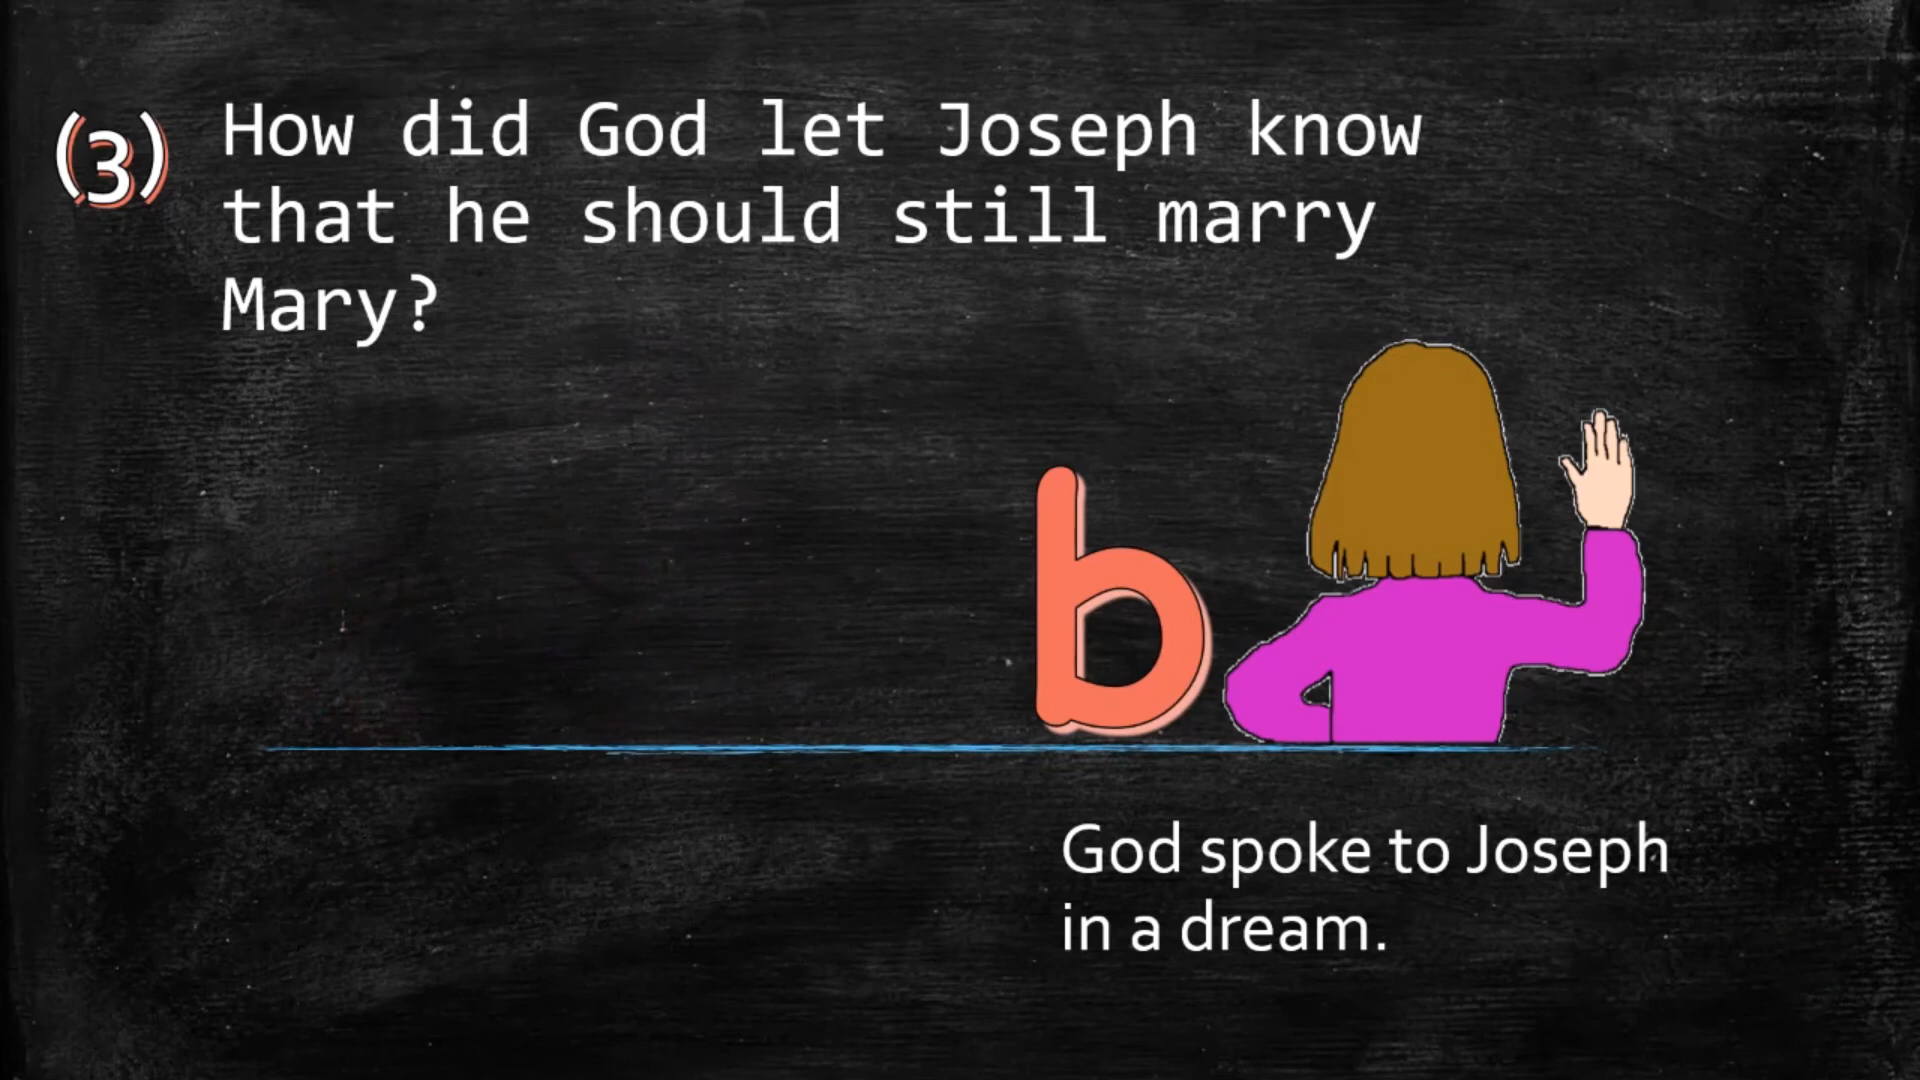 (3) How did God let Joseph know
that he should still marry
Mary?
b
God spoke to Joseph
in a dream.